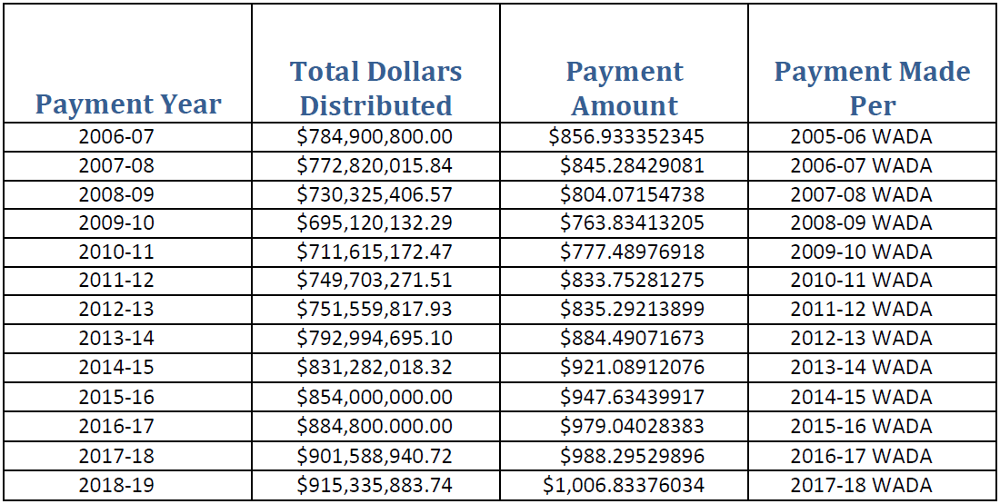 Payment Year | Total Dollars Distributed | Payment Amount | Payment Made Per
2006-07 | $784,900,800.00 | $856.933352345 | 2005-06 WADA
2007-08 | $772,820,015.84 | $845.28429081 | 2006-07 WADA
2008-09 | $730,325,406.57 | $804.07154738 | 2007-08 WADA
2009-10 | $695,120,132.29 | $763.83413205 | 2008-09 WADA
2010-11 | $711,615,172.47 | $777.48976918 | 2009-10 WADA
2011-12 | $749,703,271.51 | $833.75281275 | 2010-11 WADA
2012-13 | $751,559,817.93 | $835.29213899 | 2011-12 WADA
2013-14 | $792,994,695.10 | $884.49071673 | 2012-13 WADA
2014-15 | $831,282,018.32 | $921.08912076 | 2013-14 WADA
2015-16 | $854,000,000.00 | $947.63439917 | 2014-15 WADA
2016-17 | $884,800.000.00 | $979.04028383 | 2015-16 WADA
2017-18 | $901,588,940.72 | $988.29529896 | 2016-17 WADA
2018-19 | $915,335,883.74 | $1,006.83376034 | 2017-18 WADA